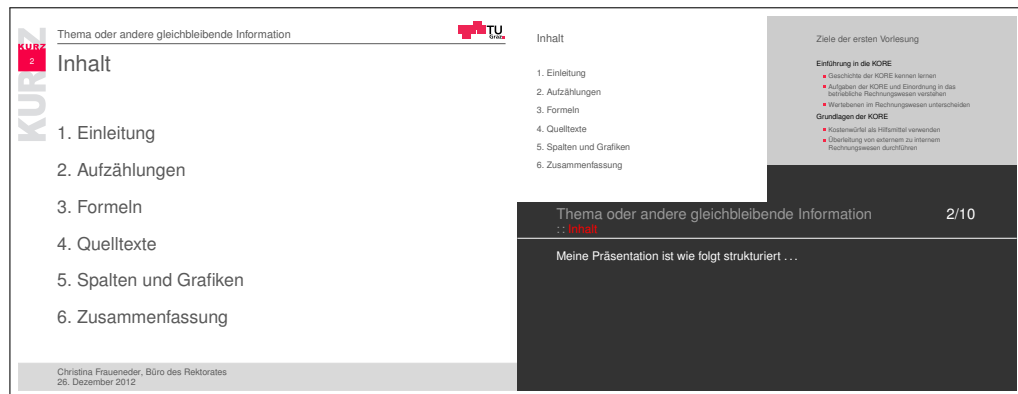 KURZ
KURZ
2
Thema oder andere gleichbleibende Information
TU
Graz
Inhalt
1. Einleitung
2. Aufzählungen
3. Formeln
4. Quelltexte
5. Spalten und Grafiken
6. Zusammenfassung
Christina Fraueneder, Büro des Rektorates
26. Dezember 2012
Inhalt
1. Einleitung
2. Aufzählungen
3. Formeln
4. Quelltexte
5. Spalten und Grafiken
6. Zusammenfassung
Ziele der ersten Vorlesung
Einführung in die KORE
Geschichte der KORE kennen lernen
Aufgaben der KORE und Einordnung in das
betriebliche Rechnungswesen verstehen
Wertebenen im Rechnungswesen unterscheiden
Grundlagen der KORE
Kostenwürfel als Hilfsmittel verwenden
Überleitung von externem zu internem
Rechnungswesen durchführen
Thema oder andere gleichbleibende Information 2/10
:: Inhalt
Meine Präsentation ist wie folgt strukturiert . . .